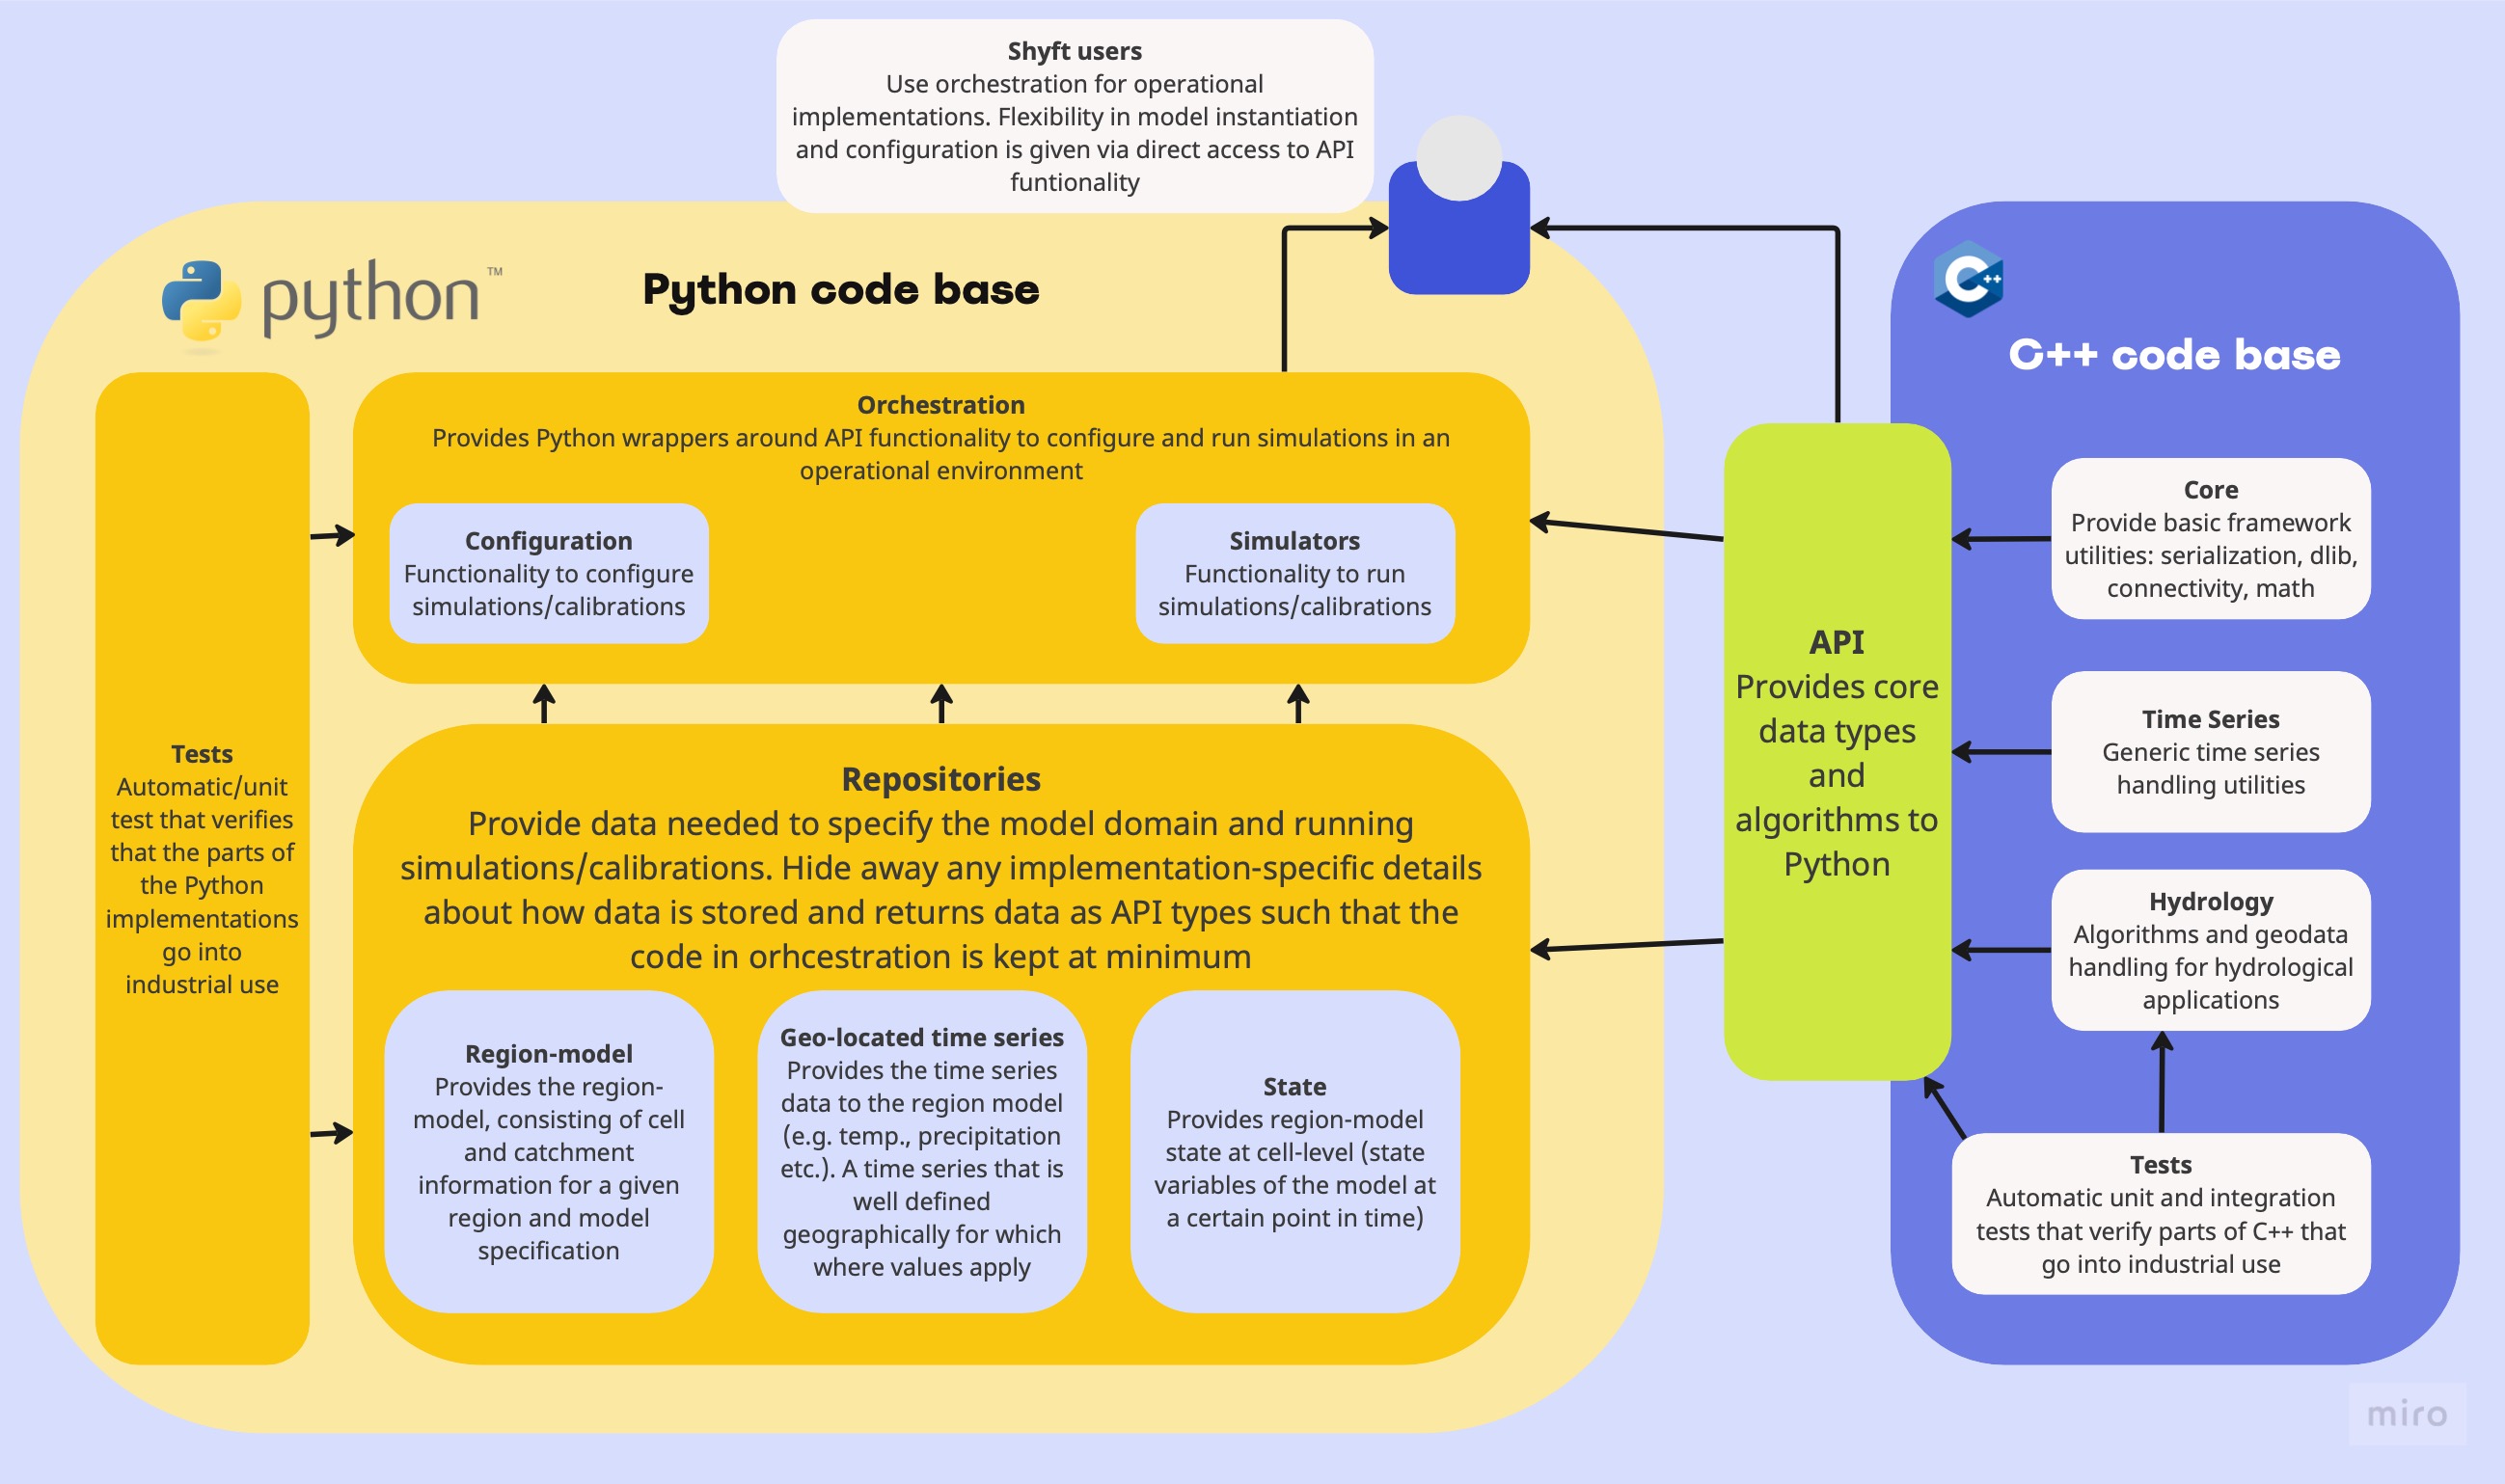 Shyft users
Use orchestration for operational
implementations. Flexibility in model instantiation
and configuration is given via direct access to API
funtionality
python™
Python code base
C++
C++ code base
Orchestration
Provides Python wrappers around API functionality to configure and run simulations in an
operational environment
Configuration
Functionality to configure
simulations/calibrations
Simulators
Functionality to run
simulations/calibrations
Tests
Automatic/unit
test that verifies
that the parts of
the Python
implementations
go into
industrial use
Repositories
Provide data needed to specify the model domain and running
simulations/calibrations. Hide away any implementation-specific details
about how data is stored and returns data as API types such that the
code in orhcestration is kept at minimum
Region-model
Provides the region-
model, consisting of cell
and catchment
information for a given
region and model
specification
Geo-located time series
Provides the time series
data to the region model
(e.g. temp., precipitation
etc.). A time series that is
well defined
geographically for which
where values apply
State
Provides region-model
state at cell-level (state
variables of the model at
a certain point in time)
API
Provides core
data types
and
algorithms to
Python
Core
Provide basic framework
utilities: serialization, dlib,
connectivity, math
Time Series
Generic time series
handling utilities
Hydrology
Algorithms and geodata
handling for hydrological
applications
Tests
Automatic unit and integration
tests that verify parts of C++ that
go into industrial use
miro